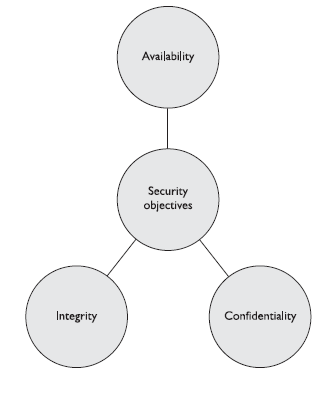 Availability
Security
objectives
Integrity
Confidentiality